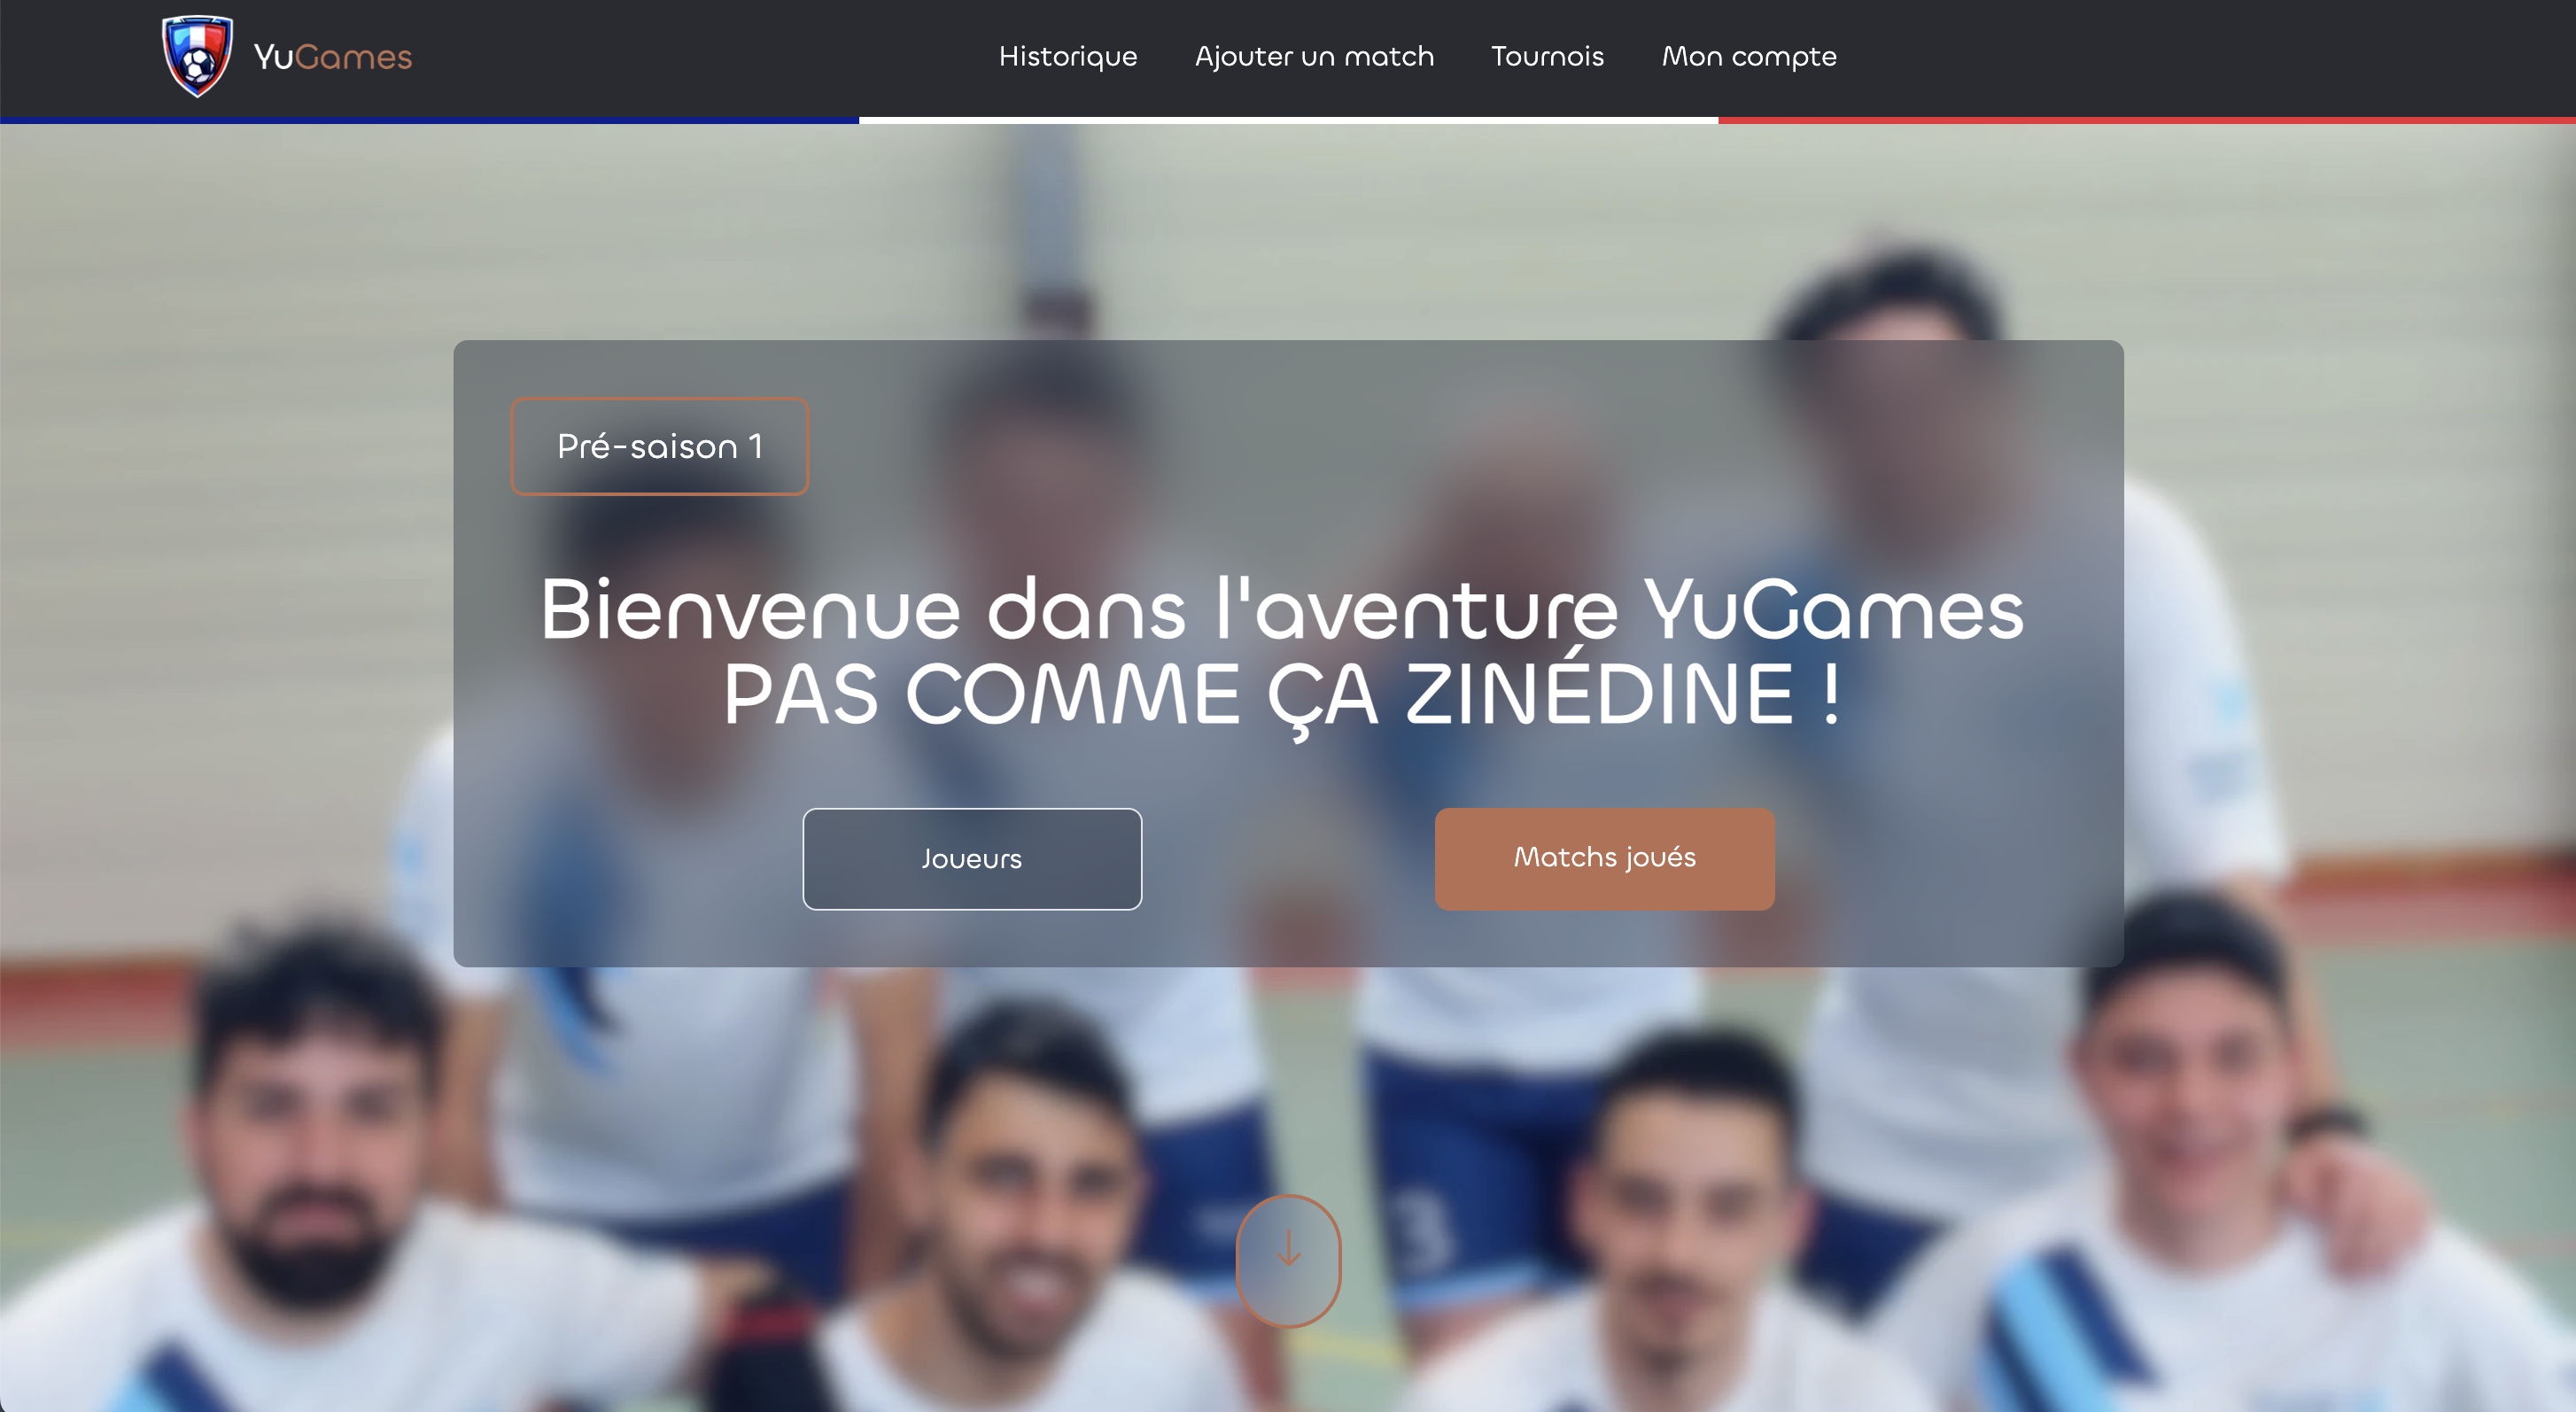 YuGames
Historique
Ajouter un match
Tournois
Mon compte
Pré-saison 1
Bienvenue dans l'aventure YuGames
PAS COMME ÇA ZINÉDINE !
Joueurs
Matchs joués
3